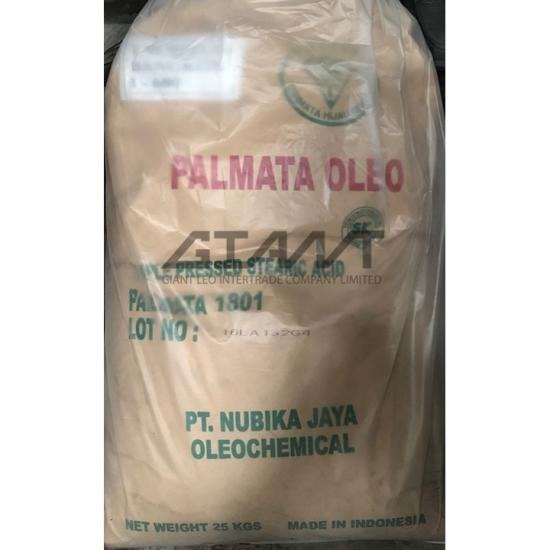 PALMATA OLEO
GIANT
GIANT LEO INTERTRADE COMPANY LIMITED
PRESSED STEARIC ACID
PALMATA 1801
LOT NO :
PT. NUBIKA JAYA
OLEOCHEMICAL
NET WEIGHT 25 KGS MADE IN INDONESIA